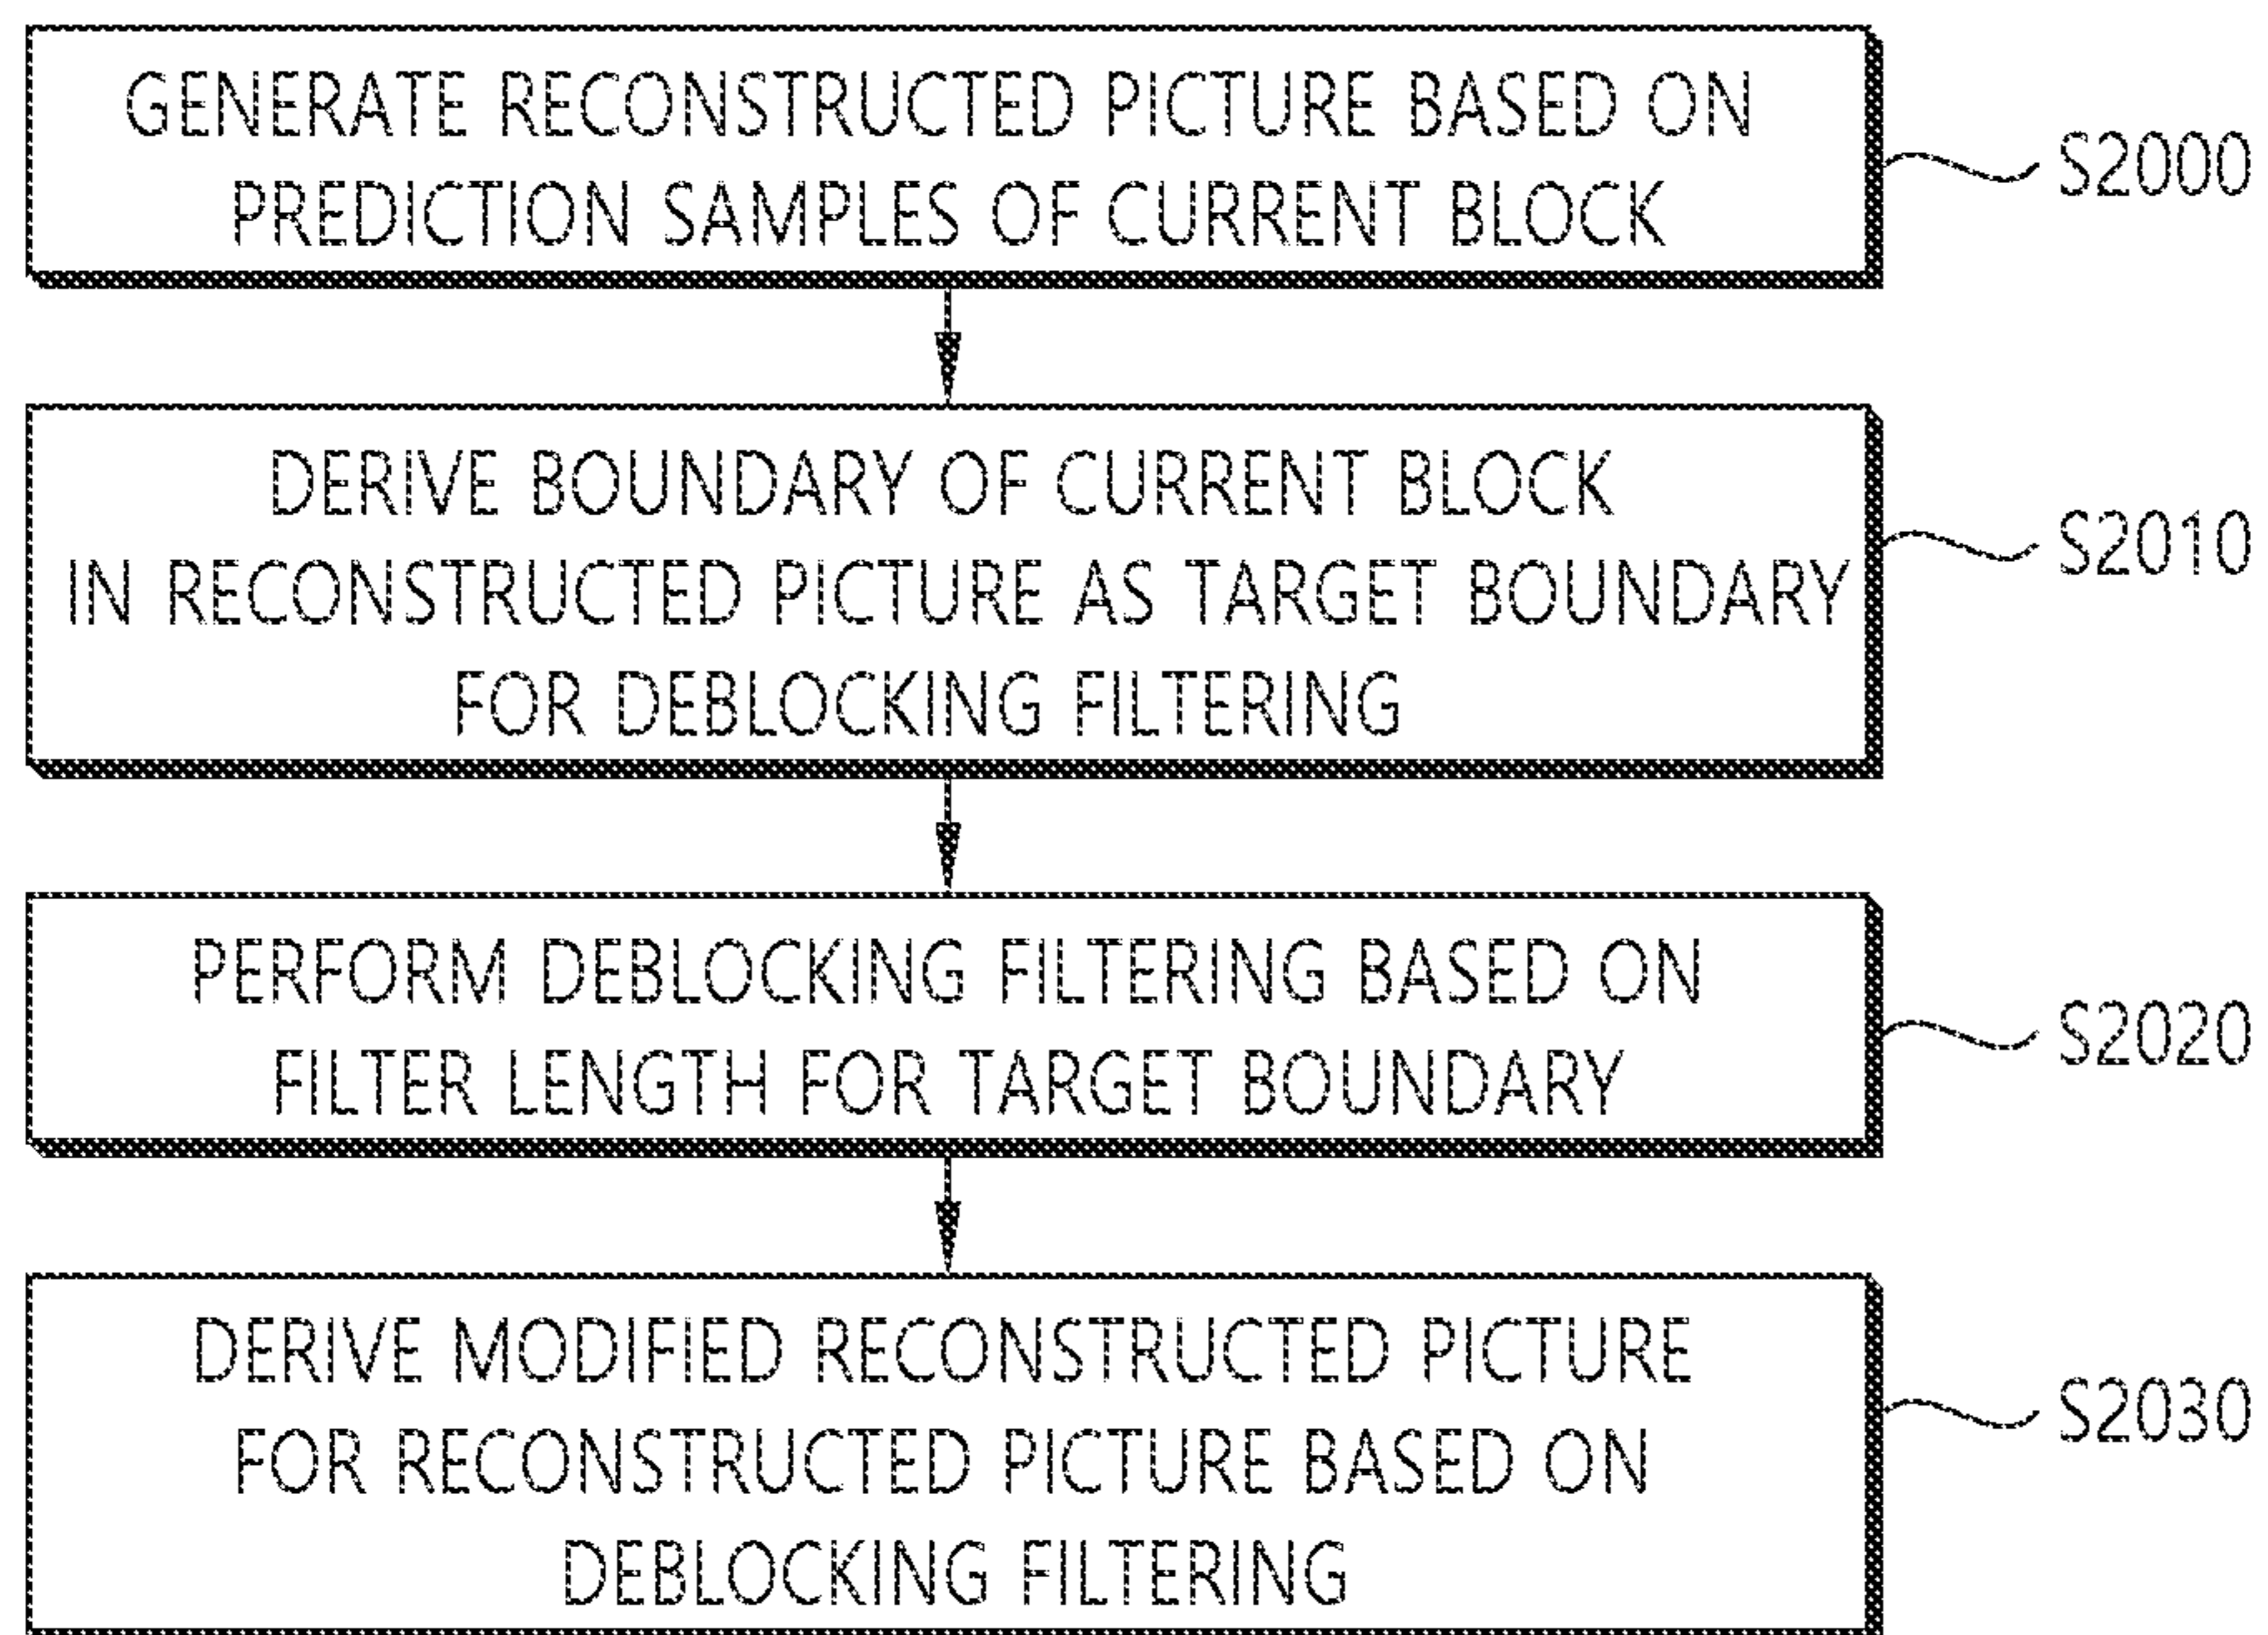 GENERATE RECONSTRUCTED PICTURE BASED ON
PREDICTION SAMPLES OF CURRENT BLOCK
S2000
DERIVE BOUNDARY OF CURRENT BLOCK
IN RECONSTRUCTED PICTURE AS TARGET BOUNDARY
FOR DEBLOCKING FILTERING
S2010
PERFORM DEBLOCKING FILTERING BASED ON
FILTER LENGTH FOR TARGET BOUNDARY
S2020
DERIVE MODIFIED RECONSTRUCTED PICTURE
FOR RECONSTRUCTED PICTURE BASED ON
DEBLOCKING FILTERING
S2030